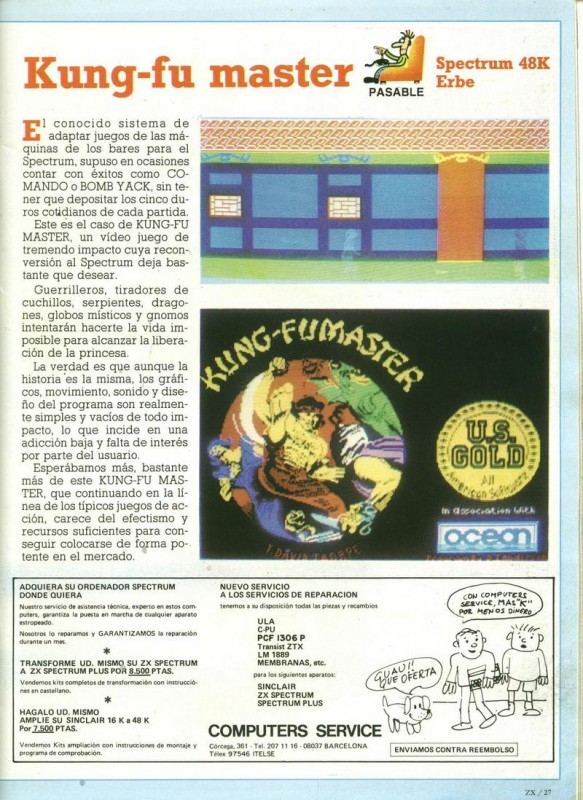 Kung-fu master
PASABLE
Spectrum 48K
Erbe
El conocido sistema de
adaptar juegos de las má-
quinas de los bares para el
Spectrum, supuso en ocasiones
contar con éxitos como CO-
MANDO o BOMB YACK, sin te-
ner que depositar los cinco du-
ros cotidianos de cada partida.
Este es el caso de KUNG-FU
MASTER, un vídeo juego de
tremendo impacto cuya recon-
versión al Spectrum deja bas-
tante que desear.
Guerrilleros, tiradores de
cuchillos, serpientes, drago-
nes, globos místicos y gnomos
intentarán hacerte la vida im-
posible para alcanzar la libera-
ción de la princesa.
La verdad es que aunque la
historia es la misma, los gráfi-
cos, movimiento, sonido y dise-
ño del programa son realmen-
te simples y vacíos de todo im-
pacto, lo que incide en una
adicción baja y falta de interés
por parte del usuario.
Esperábamos más, bastante
más de este KUNG-FU MAS-
TER, que continuando en la lí-
nea de los típicos juegos de ac-
ción, carece del efectismo y
recursos suficientes para con-
seguir colocarse de forma po-
tente en el mercado.
KUNG-FUMASTER
U.S.
GOLD
All
American Software
In association with
ocean
F. DAVID THORPE
ADQUIERA SU ORDENADOR SPECTRUM
DONDE QUIERA
Nuestro servicio de asistencia técnica, experto en estos com-
puters, garantiza la puesta en marcha de cualquier aparato
estropeado.
Nosotros lo reparamos y GARANTIZAMOS la reparación
durante un mes.
*
TRANSFORME UD. MISMO SU ZX SPECTRUM
A ZX SPECTRUM PLUS POR 8.500 PTAS.
Vendemos kits completos de transformación con instruccio-
nes en castellano.
*
HAGALO UD. MISMO
AMPLIE SU SINCLAIR 16 K a 48 K
Por 7.500 PTAS.
Vendemos Kits ampliación con instrucciones de montaje y
programa de comprobación.
NUEVO SERVICIO
A LOS SERVICIOS DE REPARACION
tenemos a su disposición todas las piezas y recambios
ULA
C-PU
PCF 1306 P
Transist ZTX
LM 1889
MEMBRANAS, etc.
para los siguientes aparatos:
SINCLAIR
ZX SPECTRUM
SPECTRUM PLUS
COMPUTERS SERVICE
Córcega, 361 - Tel. 207 11 16 - 08037 BARCELONA
Télex 97546 ITELSE
CON COMPUTERS
SERVICE, MAS "K"
POR MENOS DINERO
GUAU!!
QUE OFERTA
ENVIAMOS CONTRA REEMBOLSO
ZX / 27